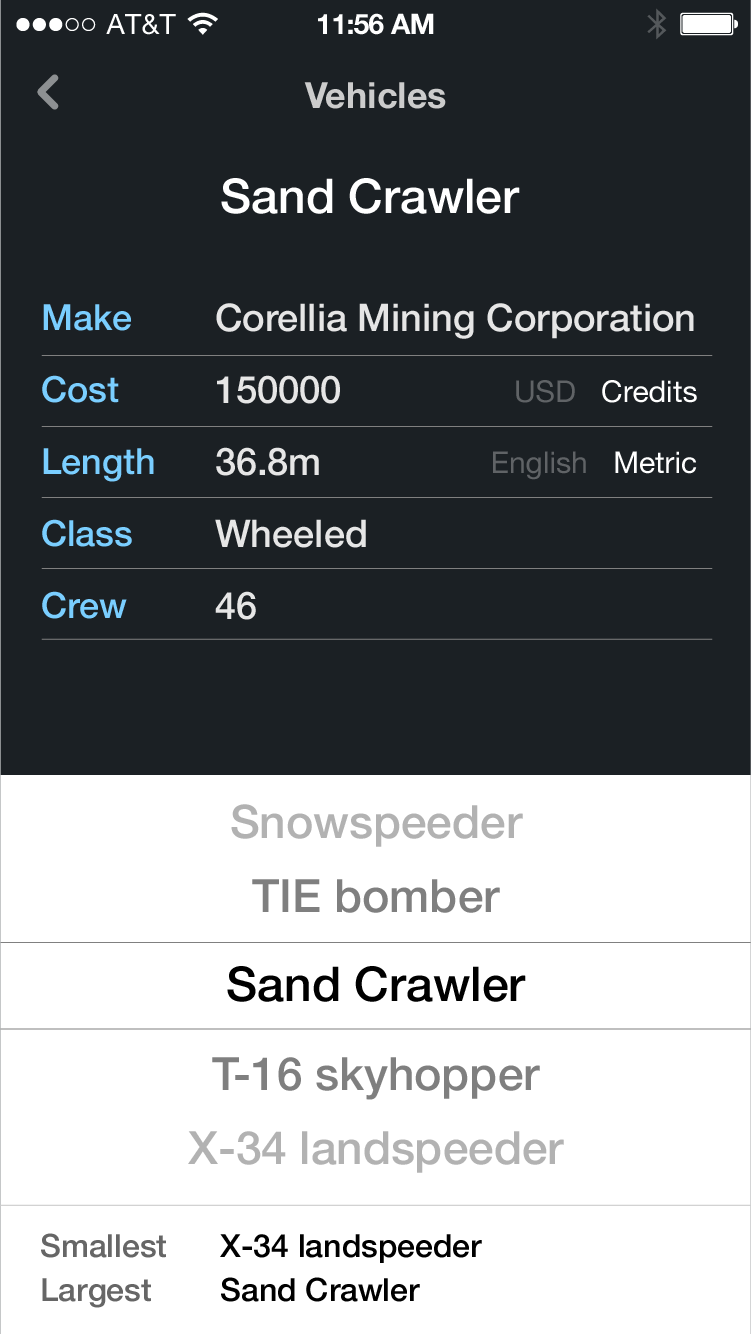 AT&T 11:56 AM
Vehicles
Sand Crawler
Make Corellia Mining Corporation
Cost 150000 USD Credits
Length 36.8m English Metric
Class Wheeled
Crew 46
Snowspeeder
TIE bomber
Sand Crawler
T-16 skyhopper
X-34 landspeeder
Smallest X-34 landspeeder
Largest Sand Crawler